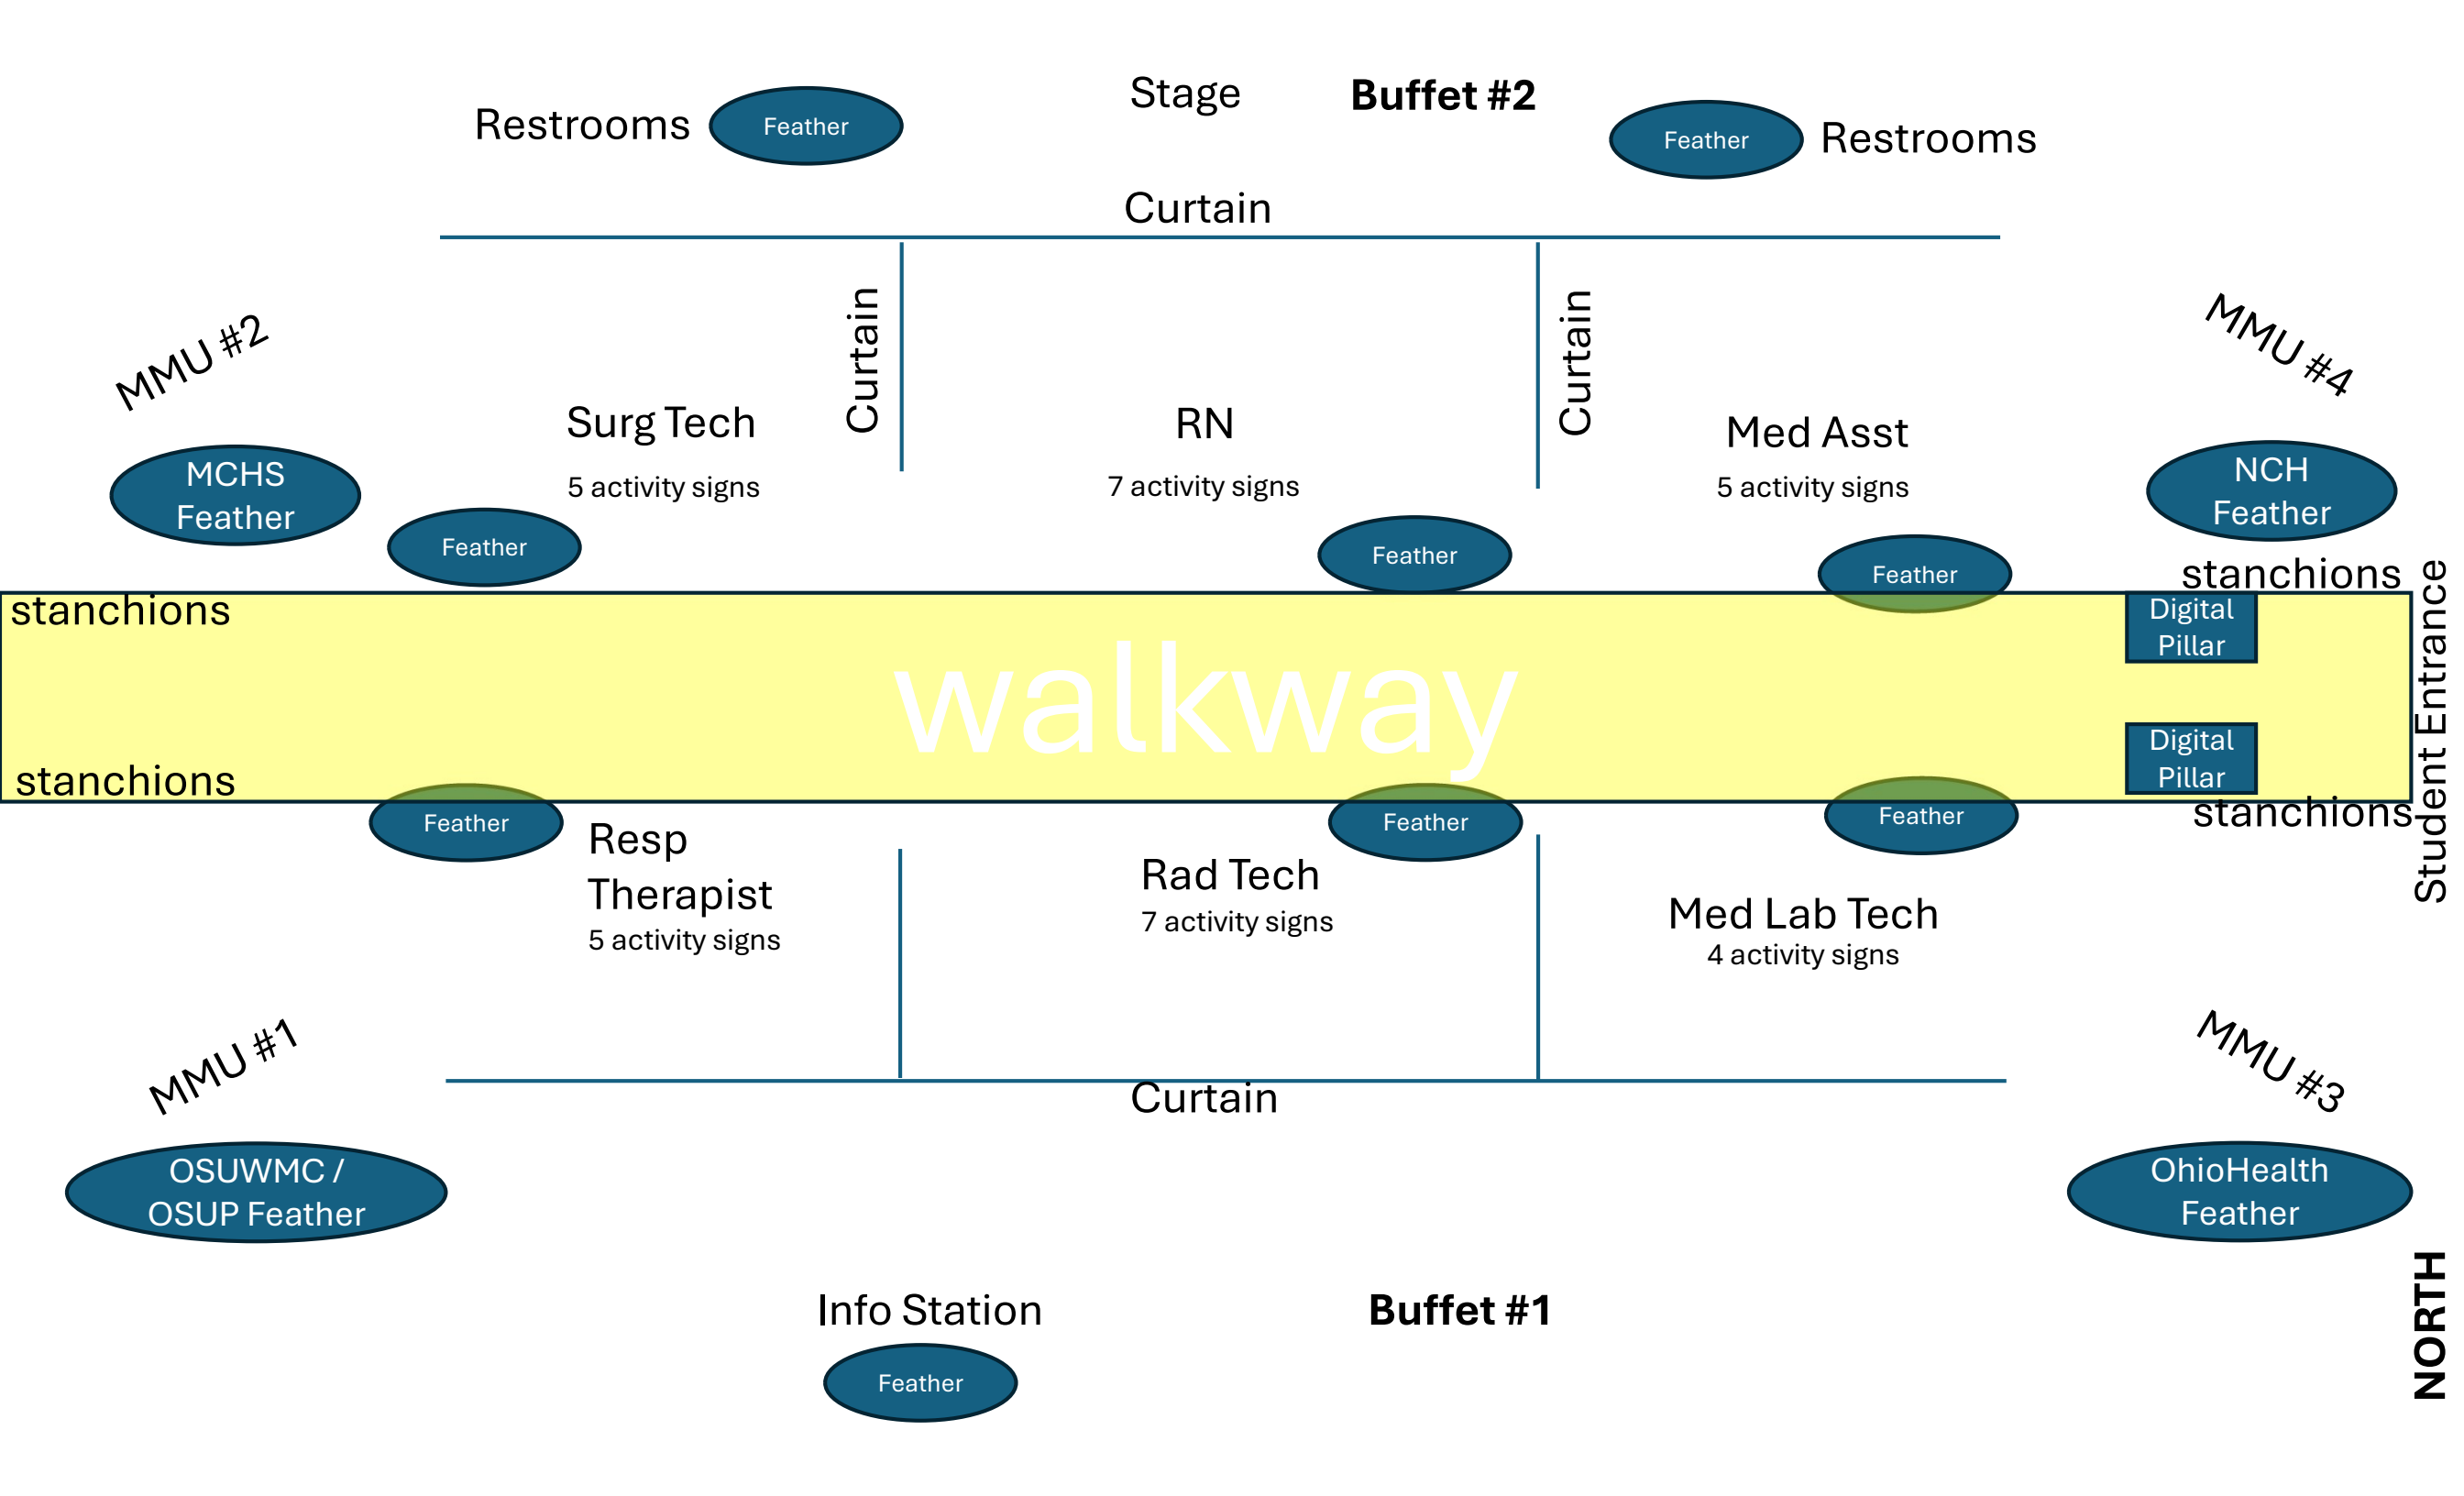 Stage
Buffet #2
Restrooms
Feather
Feather
Restrooms
Curtain
Curtain
Curtain
MMU #2
MMU #4
Surg Tech
5 activity signs
RN
7 activity signs
Med Asst
5 activity signs
MCHS
Feather
NCH
Feather
Feather
Feather
Feather
stanchions
stanchions
Digital
Pillar
Student Entrance
walkway
Digital
Pillar
stanchions
stanchions
Feather
Feather
Feather
Resp
Therapist
5 activity signs
Rad Tech
7 activity signs
Med Lab Tech
4 activity signs
MMU #1
MMU #3
Curtain
OSUWMC /
OSUP Feather
OhioHealth
Feather
Info Station
Buffet #1
NORTH
Feather